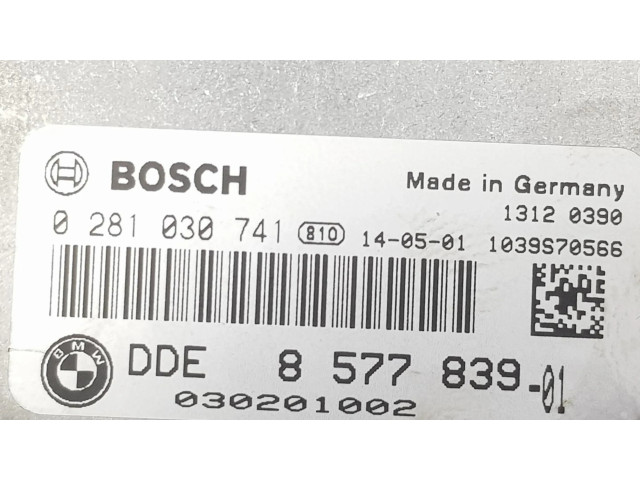 BOSCH
Made in Germany
1312 0390
0 281 030 741 810 14-05-01 1039S70566
BMW
DDE 8 577 839-01
030201002